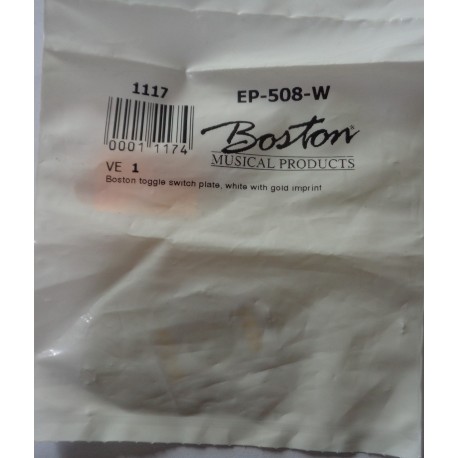 1117
EP-508-W
0001 1174
Boston
MUSICAL PRODUCTS
VE 1
Boston toggle switch plate, white with gold imprint